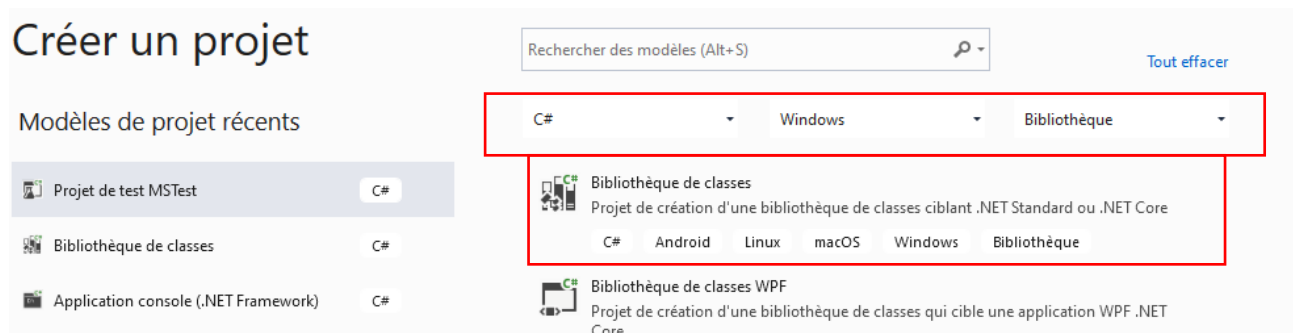 Créer un projet
Rechercher des modèles (Alt+S)
Tout effacer
Modèles de projet récents
C#
Windows
Bibliothèque
Projet de test MSTest
C#
Bibliothèque de classes
C#
Application console (.NET Framework)
C#
C#
Bibliothèque de classes
Projet de création d'une bibliothèque de classes ciblant .NET Standard ou .NET Core
C# Android Linux macOS Windows Bibliothèque
C#
Bibliothèque de classes WPF
Projet de création d'une bibliothèque de classes qui cible une application WPF .NET
Core